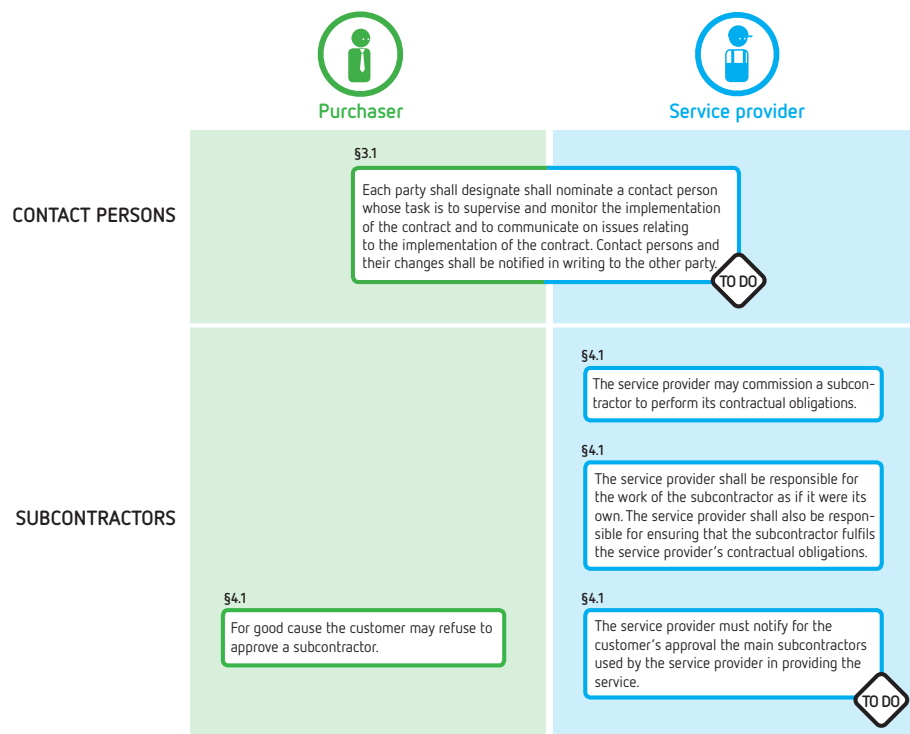 Purchaser
Service provider
CONTACT PERSONS
§3.1
Each party shall designate shall nominate a contact person
whose task is to supervise and monitor the implementation
of the contract and to communicate on issues relating
to the implementation of the contract. Contact persons and
their changes shall be notified in writing to the other party.
TO DO
SUBCONTRACTORS
§4.1
The service provider may commission a subcon-
tractor to perform its contractual obligations.
§4.1
The service provider shall be responsible for
the work of the subcontractor as if it were its
own. The service provider shall also be respon-
sible for ensuring that the subcontractor fulfils
the service provider's contractual obligations.
§4.1
For good cause the customer may refuse to
approve a subcontractor.
§4.1
The service provider must notify for the
customer's approval the main subcontractors
used by the service provider in providing the
service.
TO DO